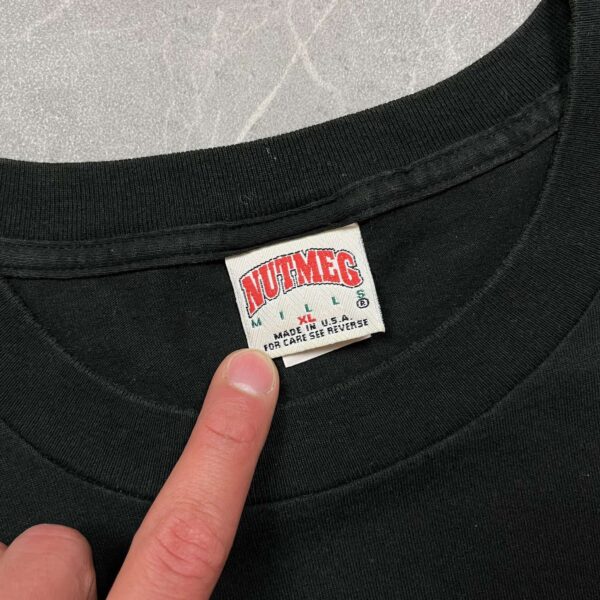 NUTMEG
MILLS ®
XL
MADE IN U.S.A.
FOR CARE SEE REVERSE